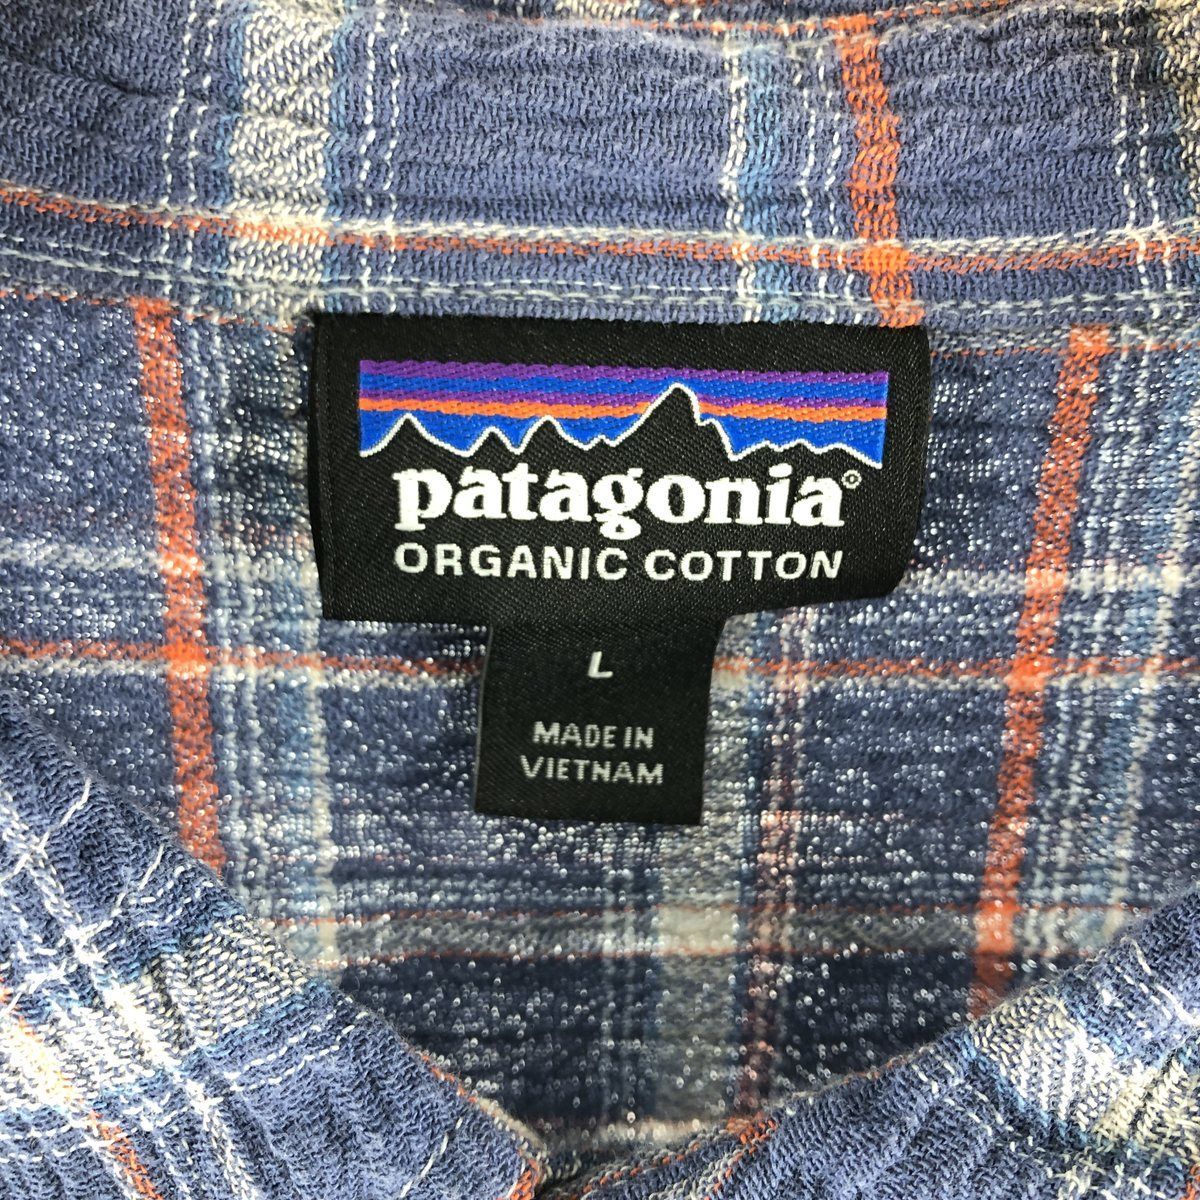 patagonia®
ORGANIC COTTON
L
MADE IN
VIETNAM